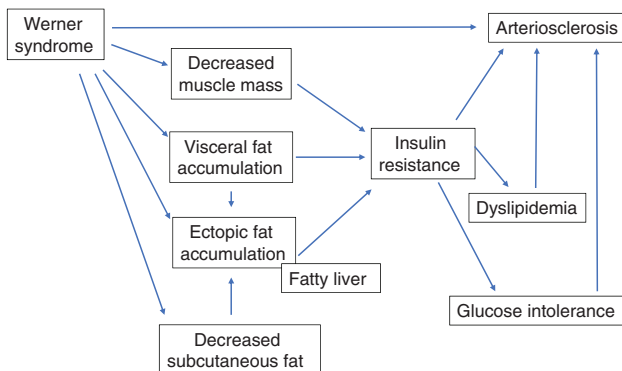 Werner
syndrome
Arteriosclerosis
Decreased
muscle mass
Visceral fat
accumulation
Insulin
resistance
Dyslipidemia
Ectopic fat
accumulation
Fatty liver
Glucose intolerance
Decreased
subcutaneous fat